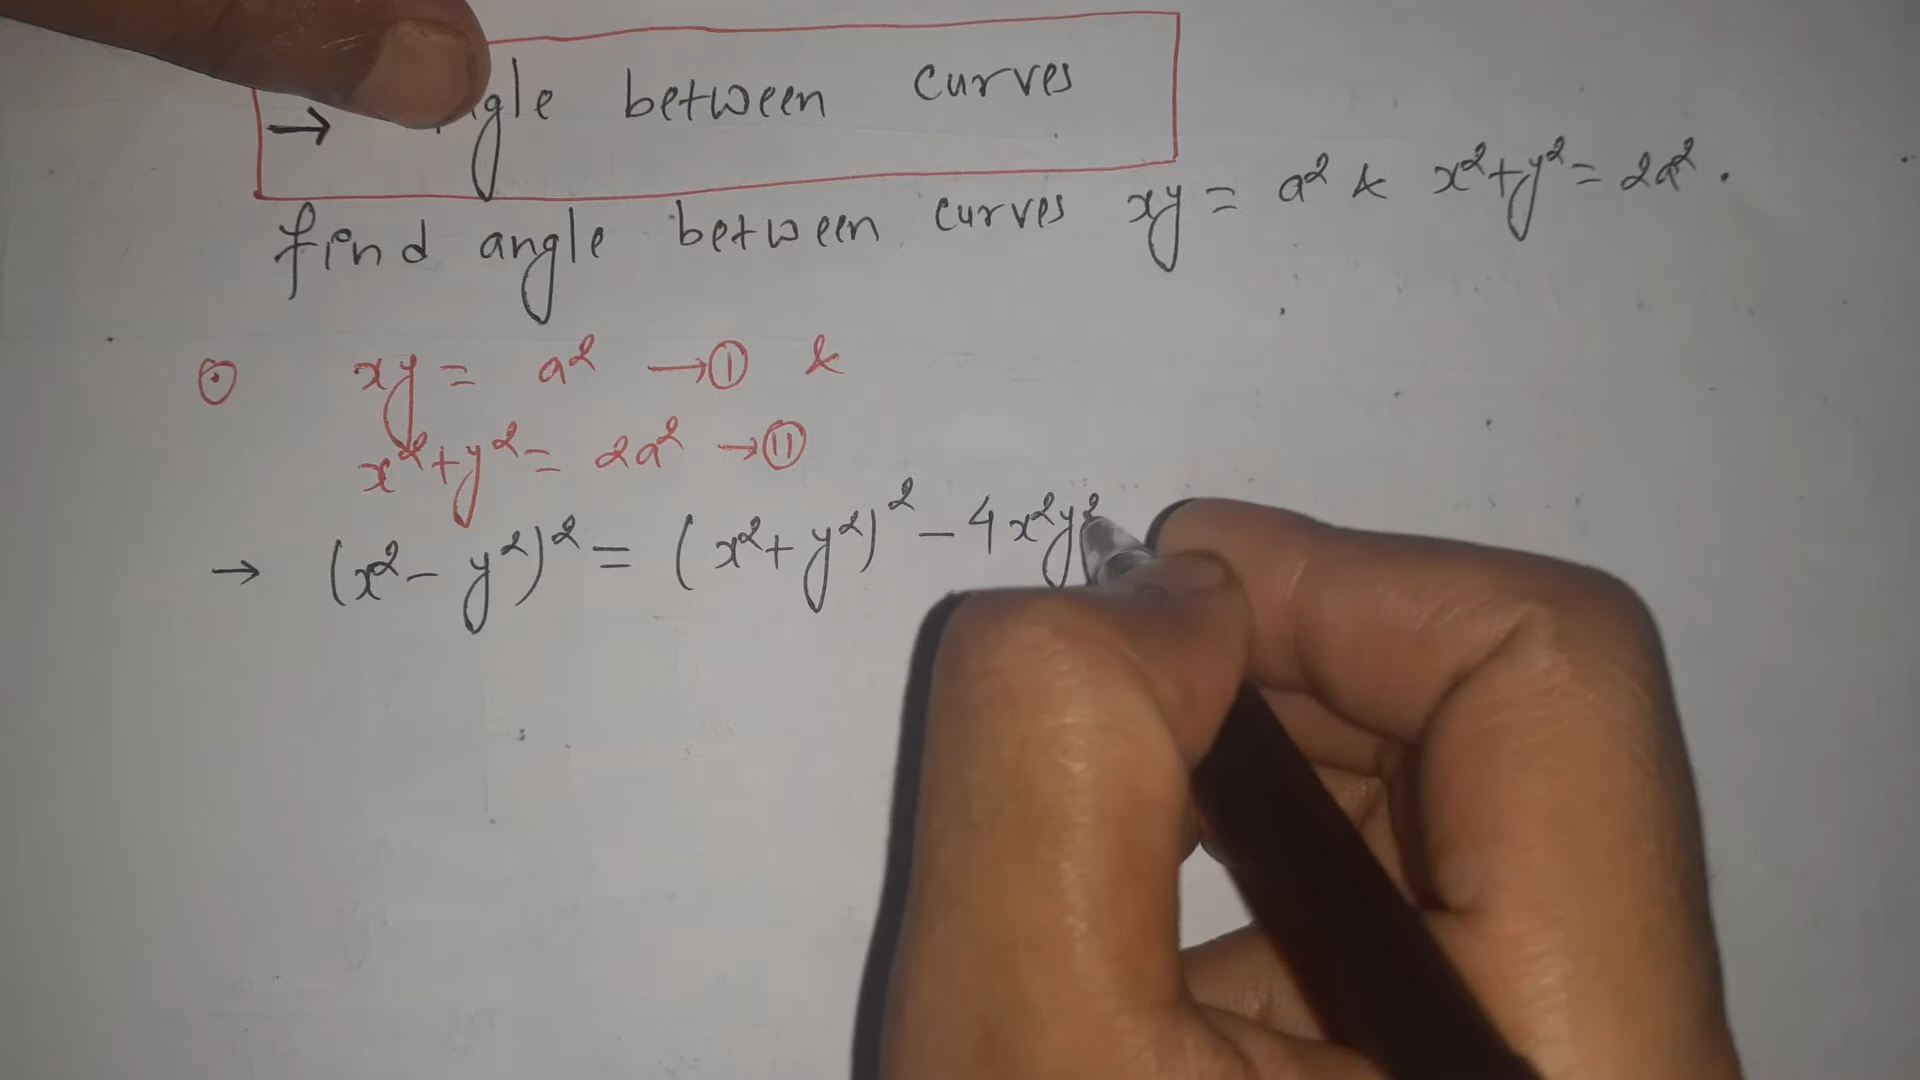 → gle between curves
find angle between curves xy = a² & x²+y² = 2a².
⊙ xy = a² →① &
x²+y² = 2a² →⑪
→ (x² - y²)² = (x²+y²)² - 4x²y²